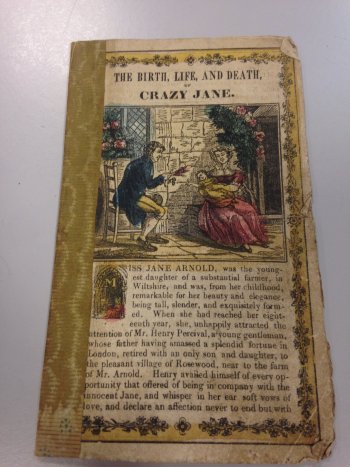 THE BIRTH, LIFE, AND DEATH,
OF
CRAZY JANE.
MISS JANE ARNOLD, was the young-
est daughter of a substantial farmer, in
Wiltshire, and was, from her childhood,
remarkable for her beauty and elegance,
being tall, slender, and exquisitely form-
ed. When she had reached her eight-
eenth year, she, unhappily attracted the
attention of Mr. Henry Percival, a young gentleman,
whose father having amassed a splendid fortune in
London, retired with an only son and daughter, to
the pleasant village of Rosewood, near to the farm
of Mr. Arnold. Henry availed himself of every op-
portunity that offered of being in company with the
innocent Jane, and whisper in her ear soft vows of
love, and declare an affection never to end but with